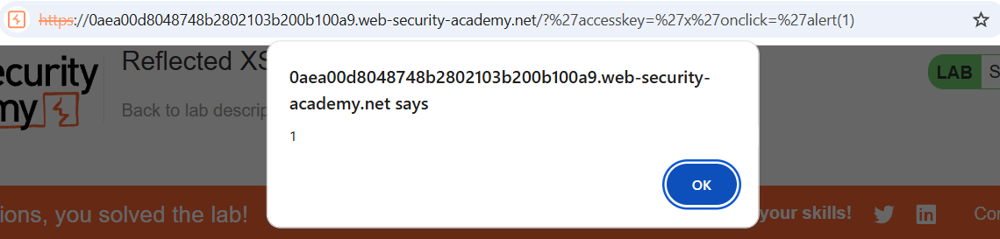 https://0aea00d8048748b2802103b200b100a9.web-security-academy.net/?%27accesskey=%27x%27onclick=%27alert(1)
ecurity
my
Reflected XS
Back to lab descrip
LAB
S
0aea00d8048748b2802103b200b100a9.web-security-
academy.net says
1
OK
ions, you solved the lab!
your skills!
Cor